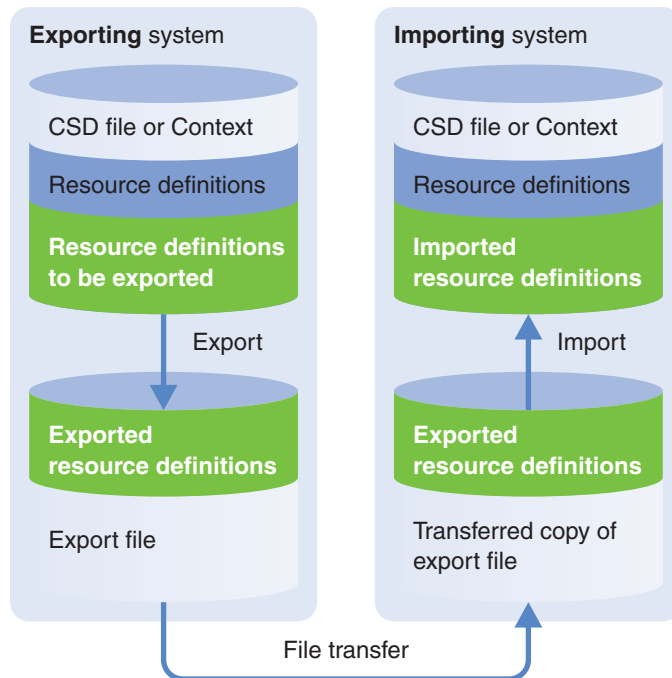 Exporting system
CSD file or Context
Resource definitions
Resource definitions
to be exported
Export
Exported
resource definitions
Export file
Importing system
CSD file or Context
Resource definitions
Imported
resource definitions
Import
Exported
resource definitions
Transferred copy of
export file
File transfer